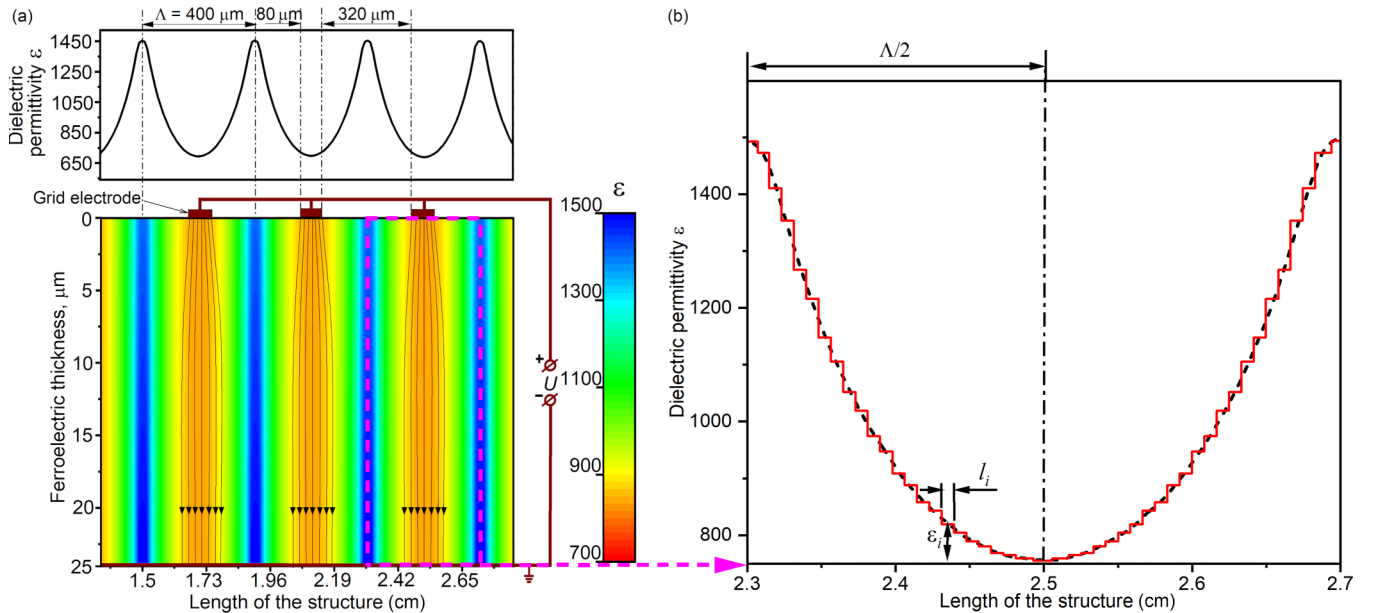 (a)
Λ = 400 μm
80 μm
320 μm
Dielectric
permittivity ε
1450
1250
1050
850
650
Grid electrode
ε
0
5
10
15
20
25
Ferroelectric thickness, μm
1500
1300
1100
900
700
+
U
−
1.5
1.73
1.96
2.12
2.19
2.42
2.65
Length of the structure (cm)
(b)
Λ/2
Dielectric permittivity ε
1400
1200
1000
800
l_i
ε_i
2.3
2.4
2.5
2.6
2.7
Length of the structure (cm)